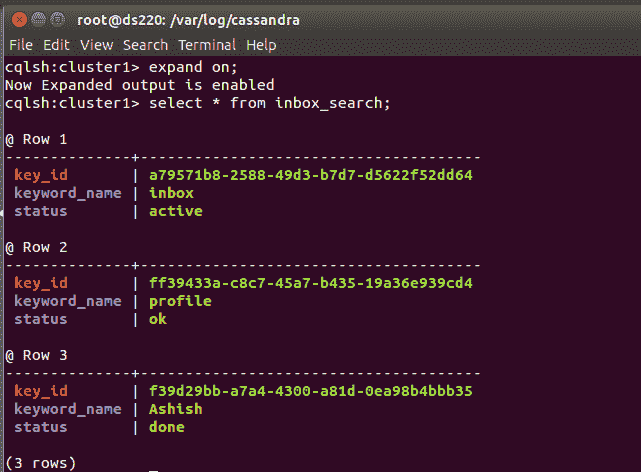 root@ds220: /var/log/cassandra
File Edit View Search Terminal Help
cqlsh:cluster1> expand on;
Now Expanded output is enabled
cqlsh:cluster1> select * from inbox_search;
@ Row 1
--------------+--------------------------------------
key_id | a79571b8-2588-49d3-b7d7-d5622f52dd64
keyword_name | inbox
status | active
@ Row 2
--------------+--------------------------------------
key_id | ff39433a-c8c7-45a7-b435-19a36e939cd4
keyword_name | profile
status | ok
@ Row 3
--------------+--------------------------------------
key_id | f39d29bb-a7a4-4300-a81d-0ea98b4bbb35
keyword_name | Ashish
status | done
(3 rows)